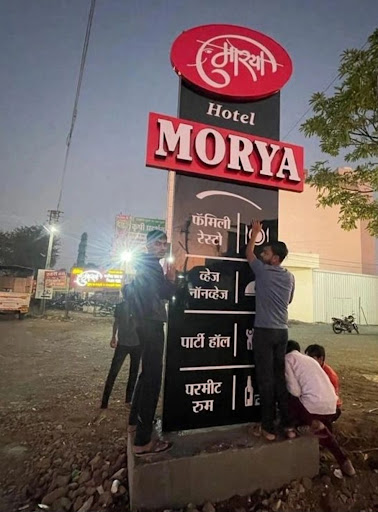 मोरया
Hotel
MORYA
फॅमिली
रेस्टो
व्हेज
नॉनव्हेज
पार्टी हॉल
परमीट
रुम